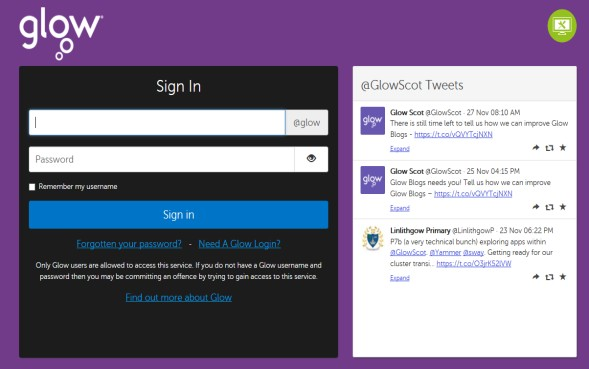 glow
Sign In
@glow
Password
Remember my username
Sign in
Forgotten your password? - Need A Glow Login?
Only Glow users are allowed to access this service. If you do not have a Glow username and
password then you may be committing an offence by trying to gain access to this service.
Find out more about Glow
@GlowScot Tweets
glow
Glow Scot @GlowScot · 27 Nov 08:10 AM
There is still time left to tell us how we can improve Glow
Blogs - https://t.co/vQVYTcjNXN
Expand
glow
Glow Scot @GlowScot · 25 Nov 04:15 PM
Glow Blogs needs you! Tell us how we can improve
Glow Blogs – https://t.co/vQVYTcjNXN
Expand
Linlithgow Primary @LinlithgowP · 23 Nov 06:22 PM
P7b (a very technical bunch) exploring apps within
@GlowScot. @Yammer @sway. Getting ready for our
cluster transi... https://t.co/O3jrK52IVW
Expand